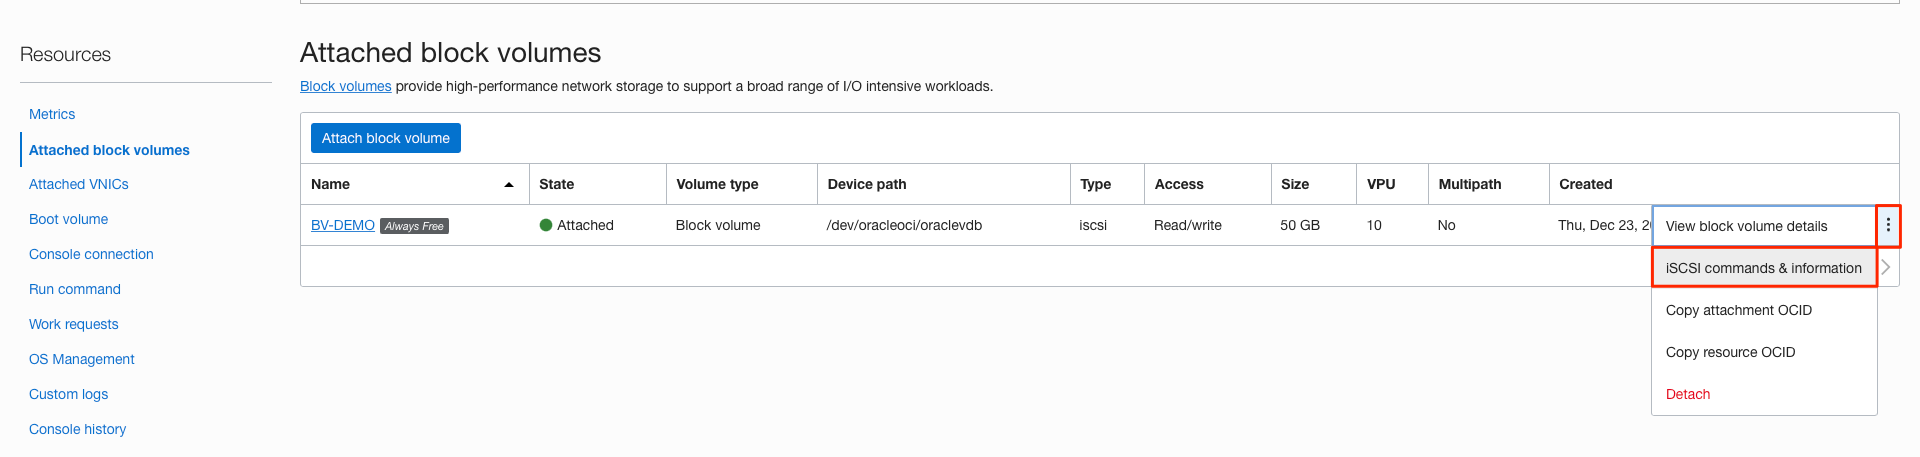 Resources
Metrics
Attached block volumes
Attached VNICs
Boot volume
Console connection
Run command
Work requests
OS Management
Custom logs
Console history
Attached block volumes
Block volumes provide high-performance network storage to support a broad range of I/O intensive workloads.
Attach block volume
Name State Volume type Device path Type Access Size VPU Multipath Created
BV-DEMO Always Free Attached Block volume /dev/oracleoci/oraclevdb iscsi Read/write 50 GB 10 No Thu, Dec 23,
View block volume details
iSCSI commands & information
Copy attachment OCID
Copy resource OCID
Detach